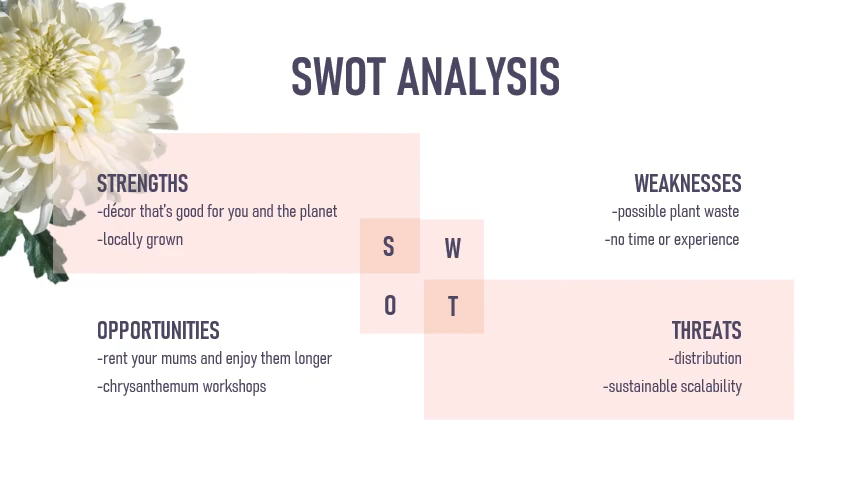 SWOT ANALYSIS
STRENGTHS
-décor that's good for you and the planet
-locally grown
WEAKNESSES
-possible plant waste
-no time or experience
S
W
O
T
OPPORTUNITIES
-rent your mums and enjoy them longer
-chrysanthemum workshops
THREATS
-distribution
-sustainable scalability